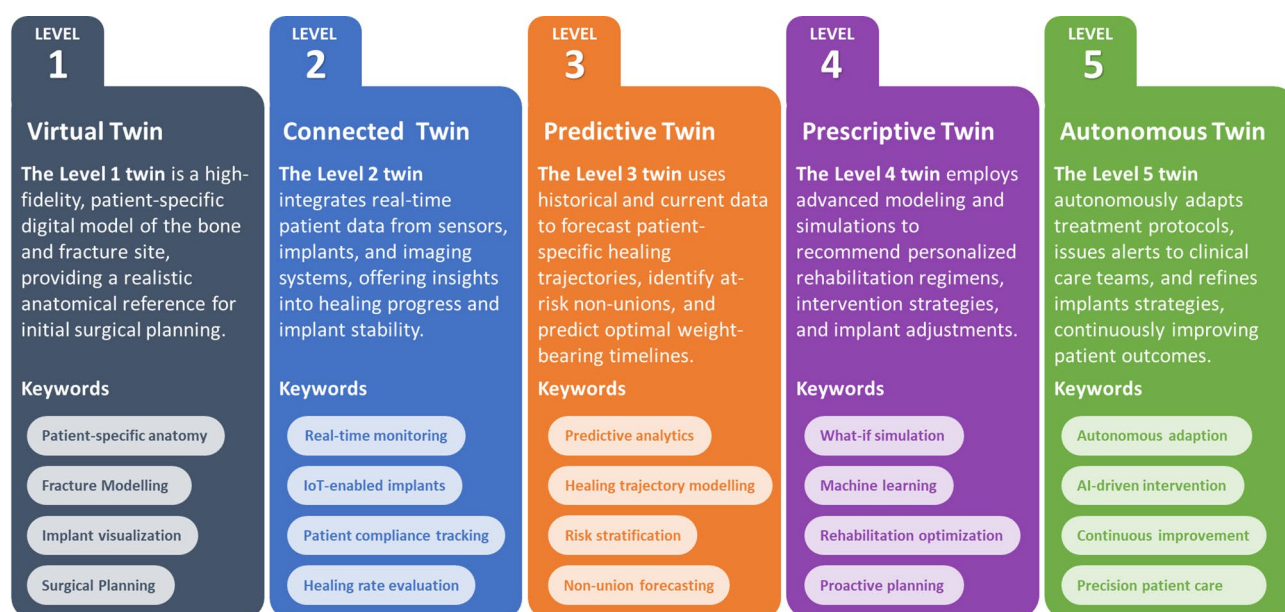 LEVEL
1
Virtual Twin
The Level 1 twin is a high-
fidelity, patient-specific
digital model of the bone
and fracture site,
providing a realistic
anatomical reference for
initial surgical planning.
Keywords
Patient-specific anatomy
Fracture Modelling
Implant visualization
Surgical Planning
LEVEL
2
Connected Twin
The Level 2 twin
integrates real-time
patient data from sensors,
implants, and imaging
systems, offering insights
into healing progress and
implant stability.
Keywords
Real-time monitoring
IoT-enabled implants
Patient compliance tracking
Healing rate evaluation
LEVEL
3
Predictive Twin
The Level 3 twin uses
historical and current data
to forecast patient-
specific healing
trajectories, identify at-
risk non-unions, and
predict optimal weight-
bearing timelines.
Keywords
Predictive analytics
Healing trajectory modelling
Risk stratification
Non-union forecasting
LEVEL
4
Prescriptive Twin
The Level 4 twin employs
advanced modeling and
simulations to
recommend personalized
rehabilitation regimens,
intervention strategies,
and implant adjustments.
Keywords
What-if simulation
Machine learning
Rehabilitation optimization
Proactive planning
LEVEL
5
Autonomous Twin
The Level 5 twin
autonomously adapts
treatment protocols,
issues alerts to clinical
care teams, and refines
implants strategies,
continuously improving
patient outcomes.
Keywords
Autonomous adaption
AI-driven intervention
Continuous improvement
Precision patient care